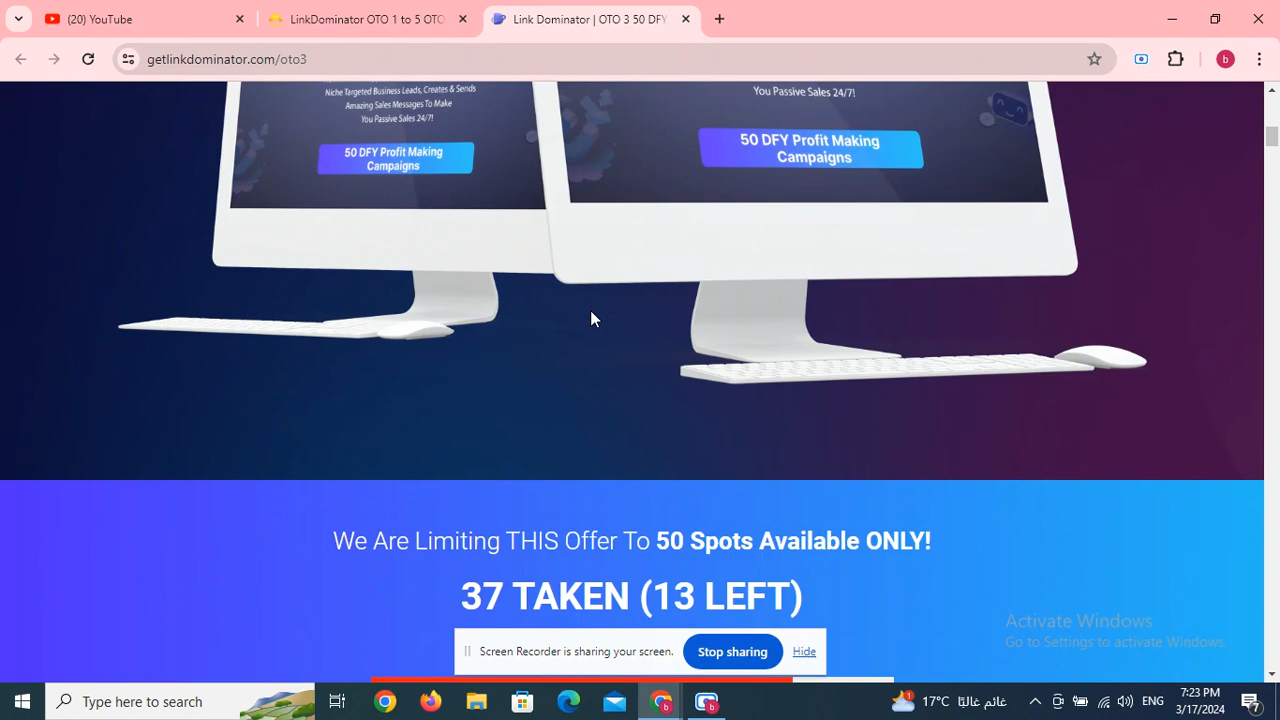 (20) YouTube
LinkDominator OTO 1 to 5 OTO
Link Dominator | OTO 3 50 DFY
getlinkdominator.com/oto3
b
Niche Targeted Business Leads, Creates & Sends
Amazing Sales Messages To Make
You Passive Sales 24/7!
50 DFY Profit Making
Campaigns
You Passive Sales 24/7!
50 DFY Profit Making
Campaigns
We Are Limiting THIS Offer To 50 Spots Available ONLY!
37 TAKEN (13 LEFT)
Activate Windows
Go to Settings to activate Windows.
Screen Recorder is sharing your screen.
Stop sharing
Hide
Type here to search
17°C غائم غالبًا
ENG
7:23 PM
3/17/2024
7